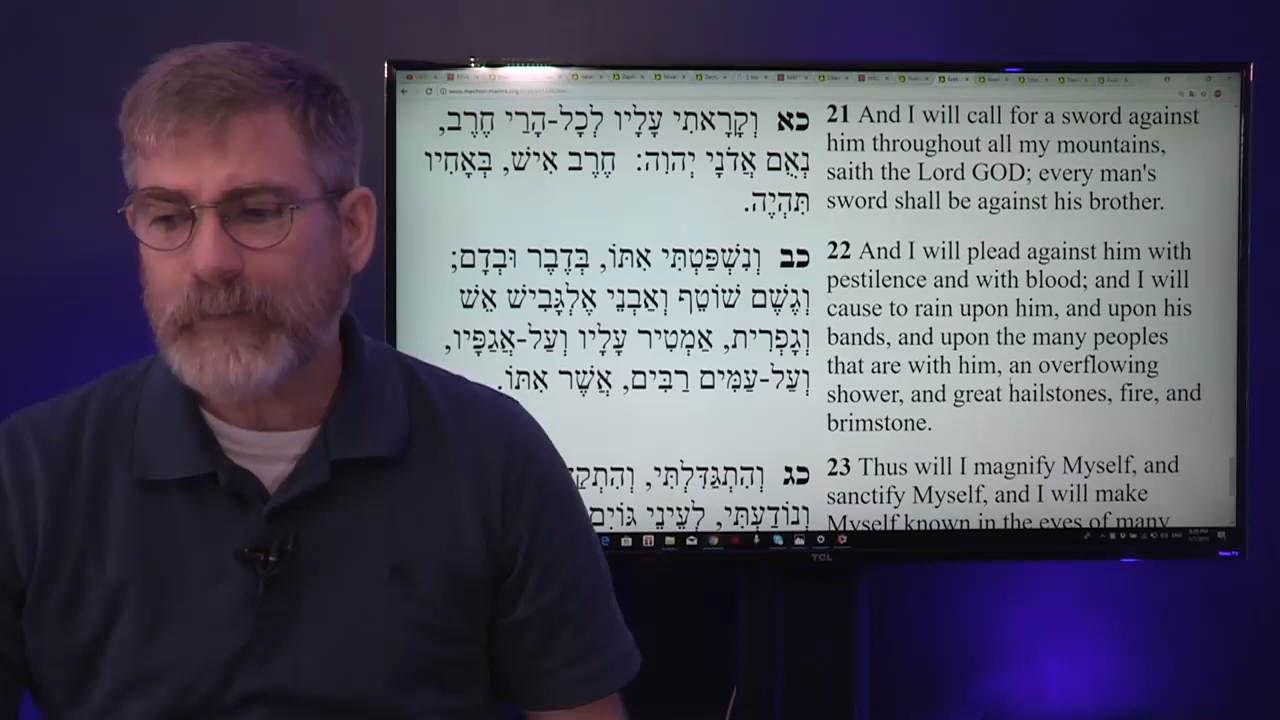 www.mechon-mamre.org
כא וְקָרָאתִי עָלָיו לְכָל-הָרַי חֶרֶב,
נְאֻם אֲדֹנָי יְהוִה: חֶרֶב אִישׁ, בְּאָחִיו
תִּהְיֶה.
21 And I will call for a sword against
him throughout all my mountains,
saith the Lord GOD; every man's
sword shall be against his brother.
כב וְנִשְׁפַּטְתִּי אִתּוֹ, בְּדֶבֶר וּבְדָם;
וְגֶשֶׁם שׁוֹטֵף וְאַבְנֵי אֶלְגָּבִישׁ אֵשׁ
וְגָפְרִית, אַמְטִיר עָלָיו וְעַל-אֲגַפָּיו,
וְעַל-עַמִּים רַבִּים, אֲשֶׁר אִתּוֹ.
22 And I will plead against him with
pestilence and with blood; and I will
cause to rain upon him, and upon his
bands, and upon the many peoples
that are with him, an overflowing
shower, and great hailstones, fire, and
brimstone.
כג וְהִתְגַּדִּלְתִּי,
וְנוֹדַעְתִּי, לְעֵינֵי גּוֹיִם
23 Thus will I magnify Myself, and
sanctify Myself, and I will make
Myself known in the eyes of many
TCL